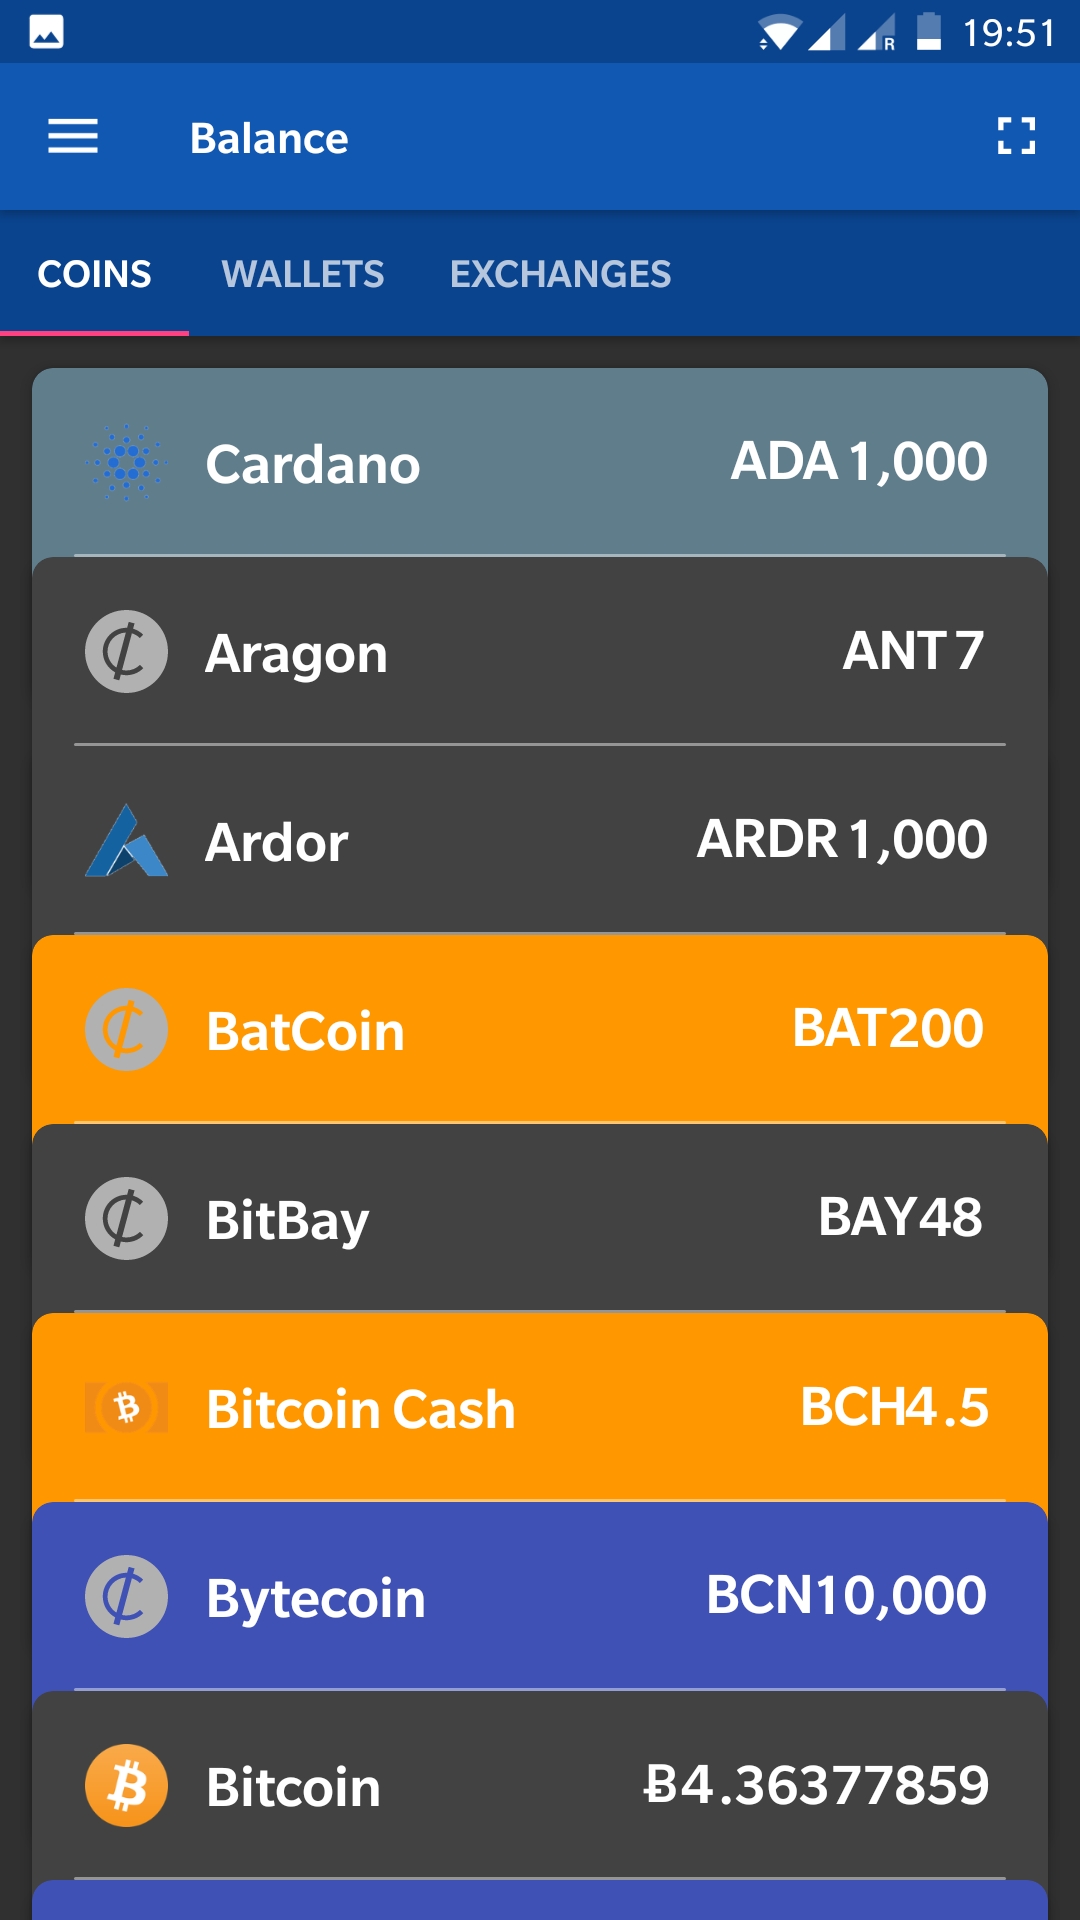 19:51
Balance
COINS WALLETS EXCHANGES
Cardano ADA 1,000
Aragon ANT 7
Ardor ARDR 1,000
BatCoin BAT200
BitBay BAY48
Bitcoin Cash BCH4.5
Bytecoin BCN10,000
Bitcoin Ƀ4.36377859